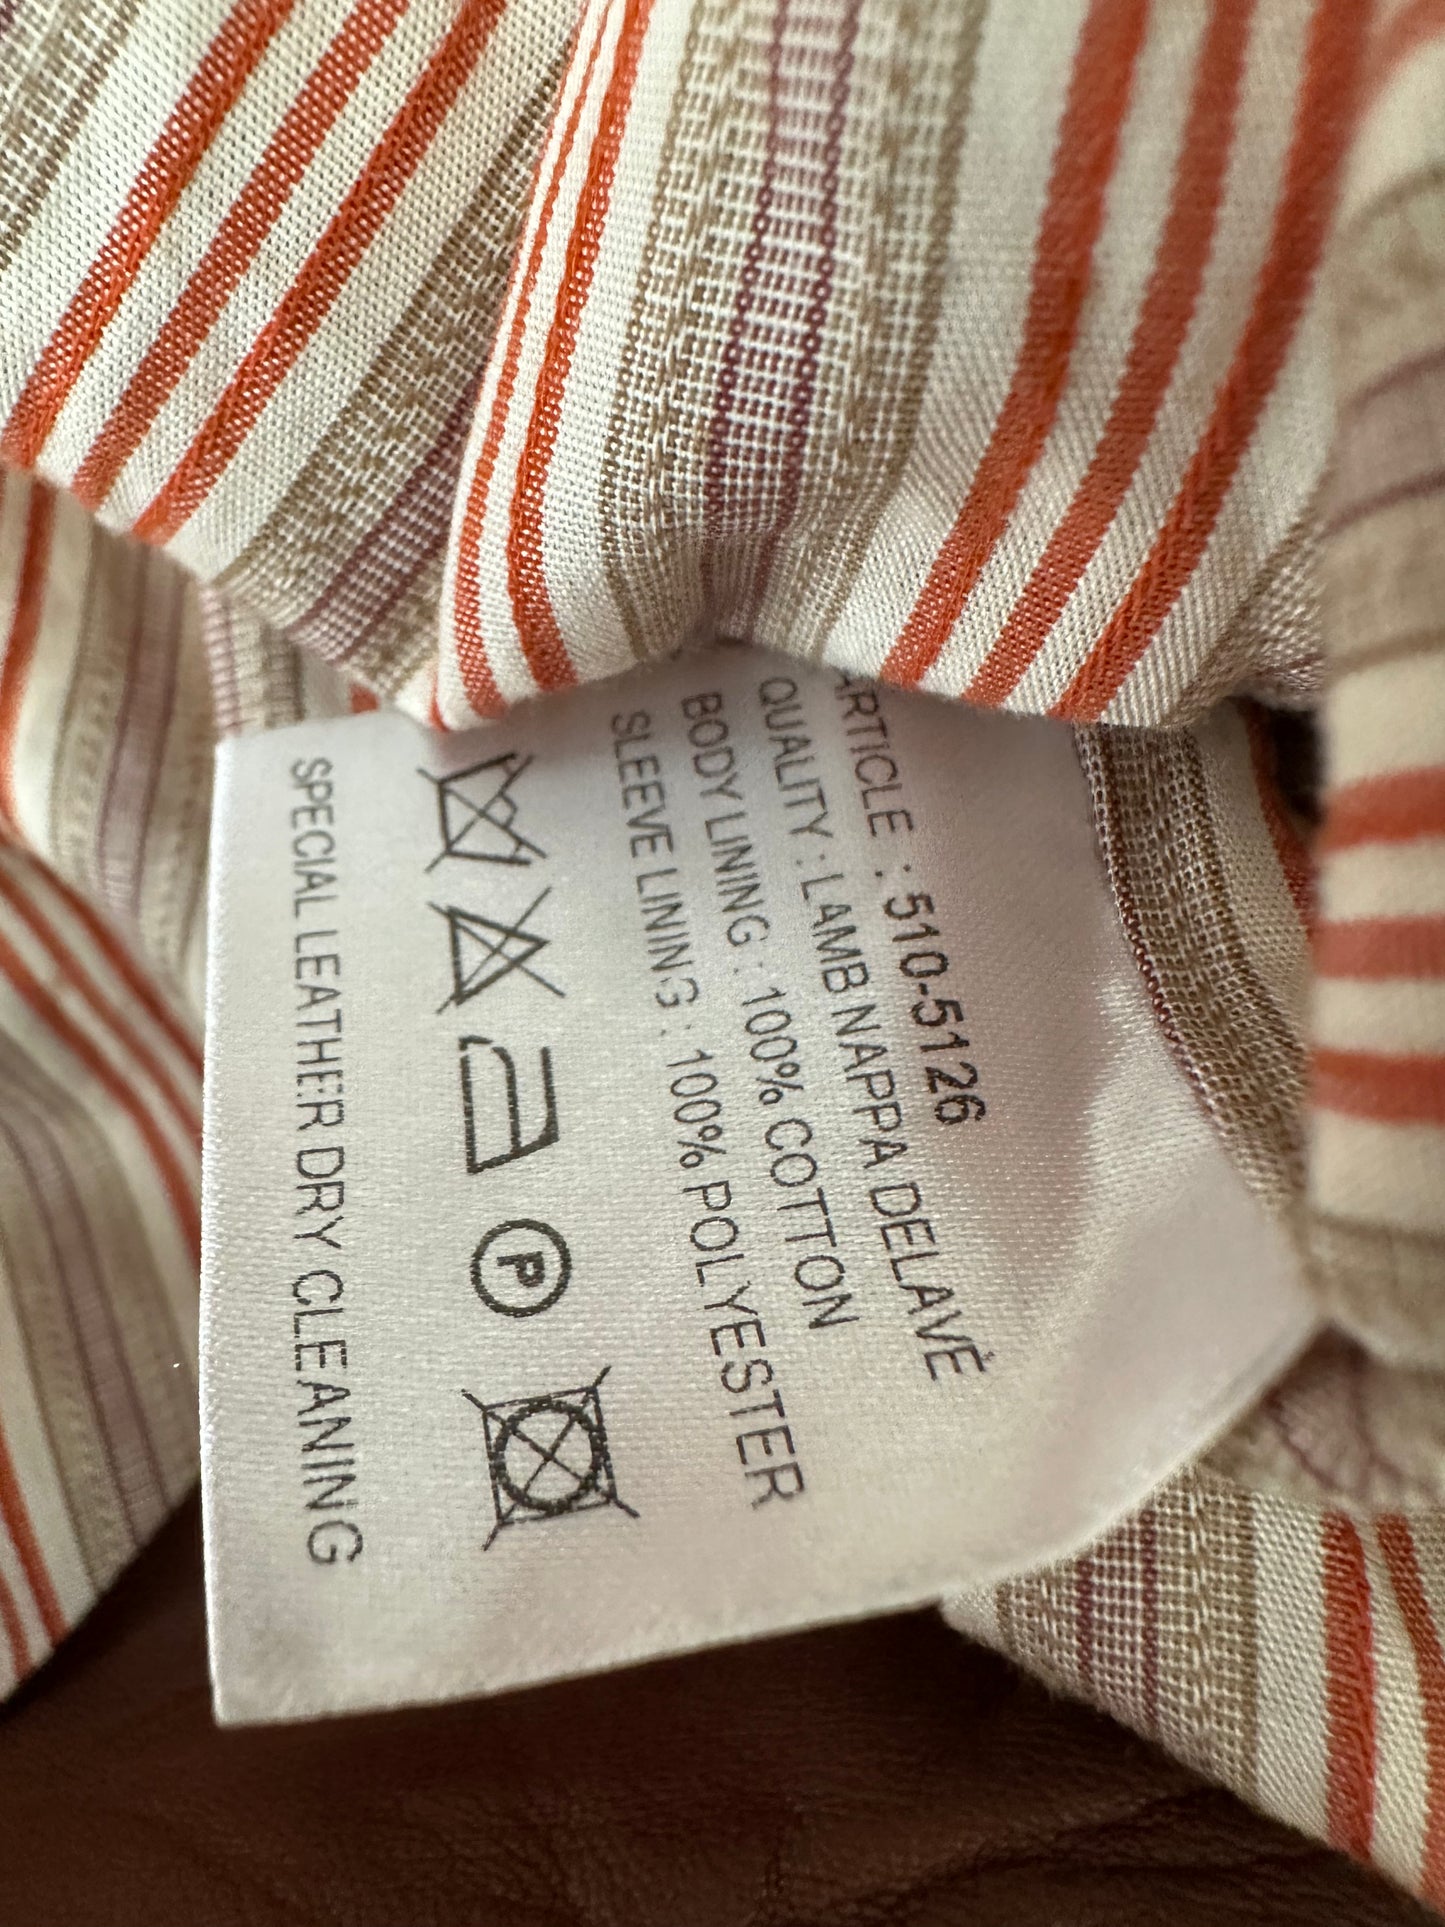 ARTICLE : 510-5126
QUALITY : LAMB NAPPA DELAVÉ
BODY LINING : 100% COTTON
SLEEVE LINING : 100% POLYESTER
P
SPECIAL LEATHER DRY CLEANING